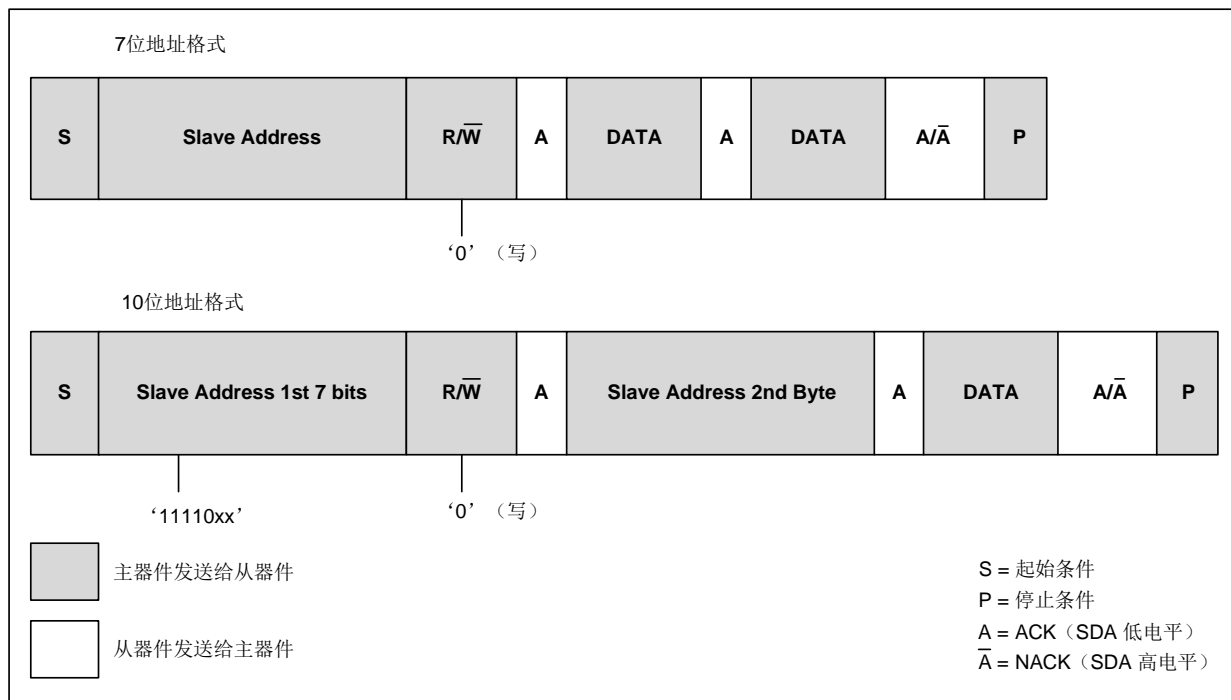 7位地址格式
S Slave Address R/W̅ A DATA A DATA A/A̅ P
‘0’（写）
10位地址格式
S Slave Address 1st 7 bits R/W̅ A Slave Address 2nd Byte A DATA A/A̅ P
‘11110xx’ ‘0’（写）
主器件发送给从器件
从器件发送给主器件
S = 起始条件
P = 停止条件
A = ACK（SDA 低电平）
A̅ = NACK（SDA 高电平）